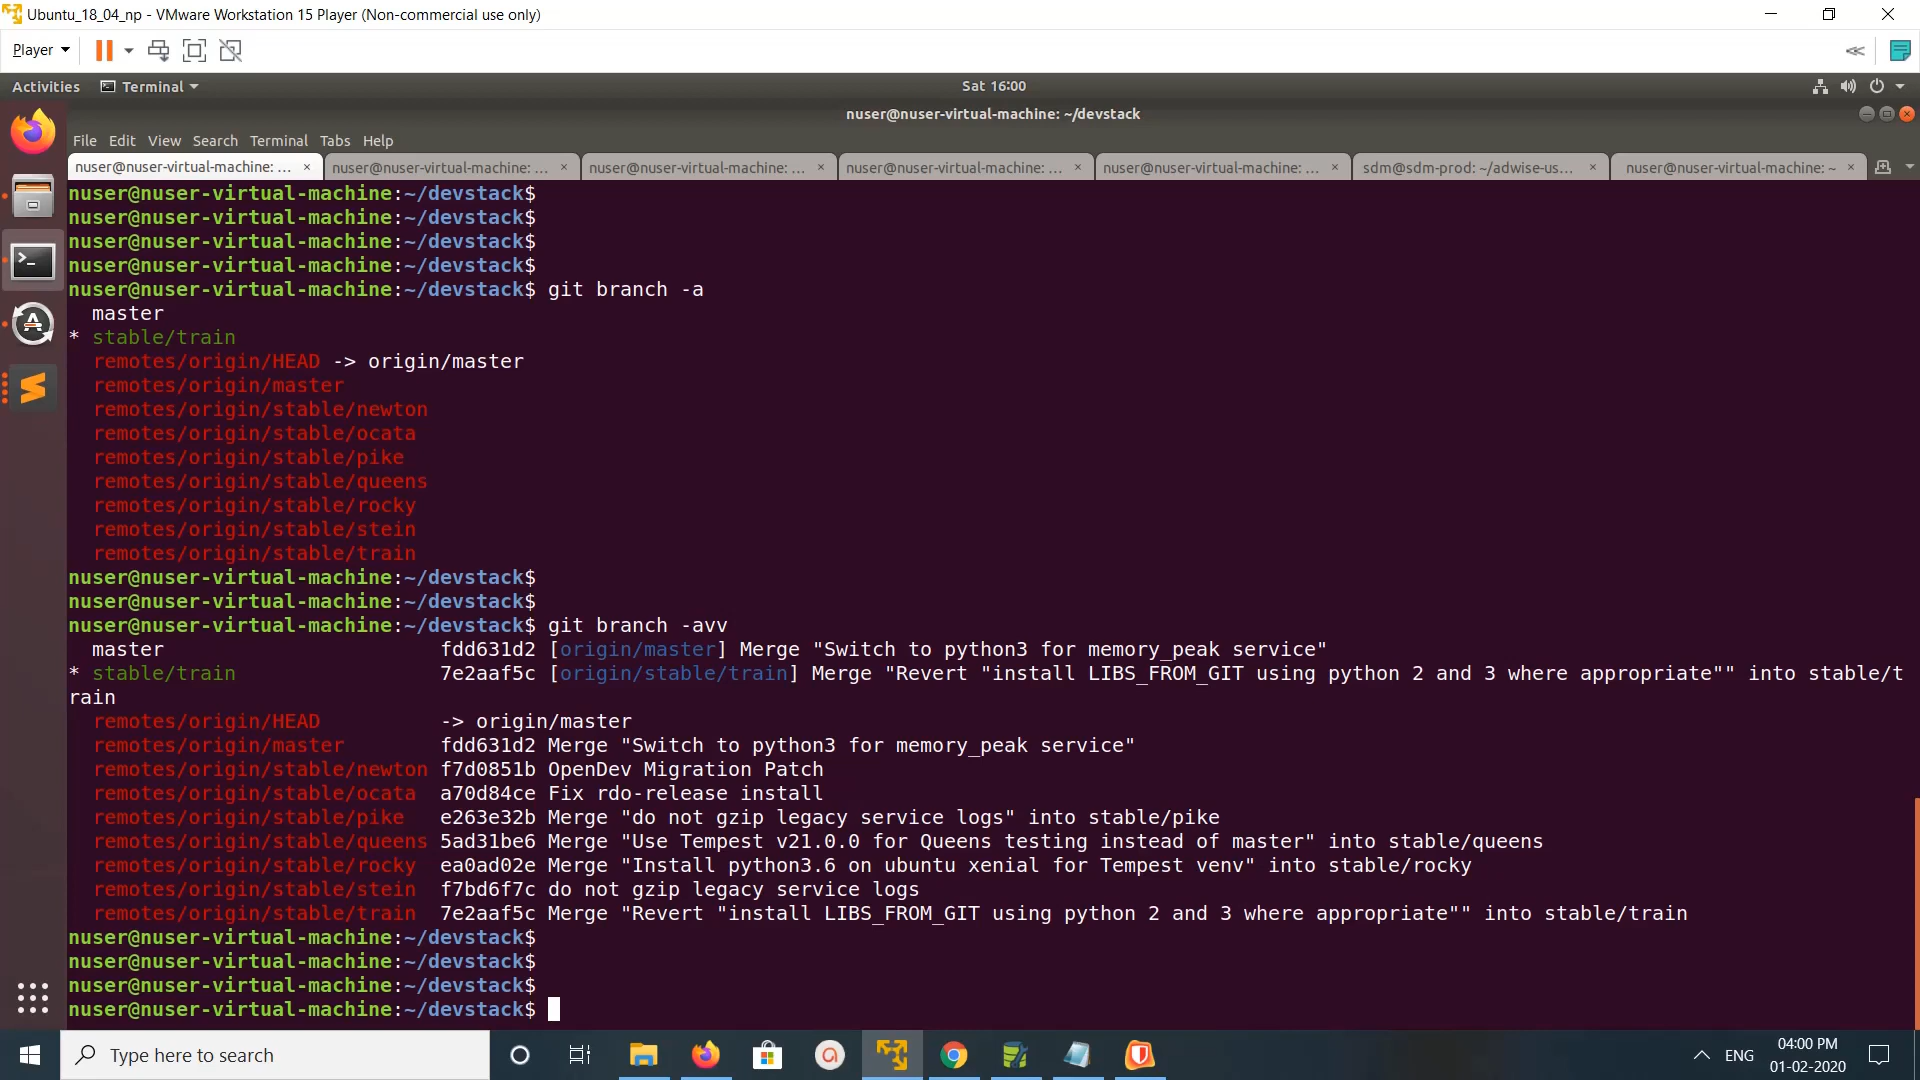 Ubuntu_18_04_np - VMware Workstation 15 Player (Non-commercial use only)
Player
Activities Terminal Sat 16:00
nuser@nuser-virtual-machine: ~/devstack
File Edit View Search Terminal Tabs Help
nuser@nuser-virtual-machine: ... × nuser@nuser-virtual-machine: ... × nuser@nuser-virtual-machine: ... × nuser@nuser-virtual-machine: ... × nuser@nuser-virtual-machine: ... × sdm@sdm-prod: ~/adwise-us... × nuser@nuser-virtual-machine: ~ ×
nuser@nuser-virtual-machine:~/devstack$
nuser@nuser-virtual-machine:~/devstack$
nuser@nuser-virtual-machine:~/devstack$
nuser@nuser-virtual-machine:~/devstack$
nuser@nuser-virtual-machine:~/devstack$ git branch -a
master
* stable/train
remotes/origin/HEAD -> origin/master
remotes/origin/master
remotes/origin/stable/newton
remotes/origin/stable/ocata
remotes/origin/stable/pike
remotes/origin/stable/queens
remotes/origin/stable/rocky
remotes/origin/stable/stein
remotes/origin/stable/train
nuser@nuser-virtual-machine:~/devstack$
nuser@nuser-virtual-machine:~/devstack$
nuser@nuser-virtual-machine:~/devstack$ git branch -avv
master fdd631d2 [origin/master] Merge "Switch to python3 for memory_peak service"
* stable/train 7e2aaf5c [origin/stable/train] Merge "Revert "install LIBS_FROM_GIT using python 2 and 3 where appropriate"" into stable/t
rain
remotes/origin/HEAD -> origin/master
remotes/origin/master fdd631d2 Merge "Switch to python3 for memory_peak service"
remotes/origin/stable/newton f7d0851b OpenDev Migration Patch
remotes/origin/stable/ocata a70d84ce Fix rdo-release install
remotes/origin/stable/pike e263e32b Merge "do not gzip legacy service logs" into stable/pike
remotes/origin/stable/queens 5ad31be6 Merge "Use Tempest v21.0.0 for Queens testing instead of master" into stable/queens
remotes/origin/stable/rocky ea0ad02e Merge "Install python3.6 on ubuntu xenial for Tempest venv" into stable/rocky
remotes/origin/stable/stein f7bd6f7c do not gzip legacy service logs
remotes/origin/stable/train 7e2aaf5c Merge "Revert "install LIBS_FROM_GIT using python 2 and 3 where appropriate"" into stable/train
nuser@nuser-virtual-machine:~/devstack$
nuser@nuser-virtual-machine:~/devstack$
nuser@nuser-virtual-machine:~/devstack$
nuser@nuser-virtual-machine:~/devstack$
Type here to search
ENG
04:00 PM
01-02-2020